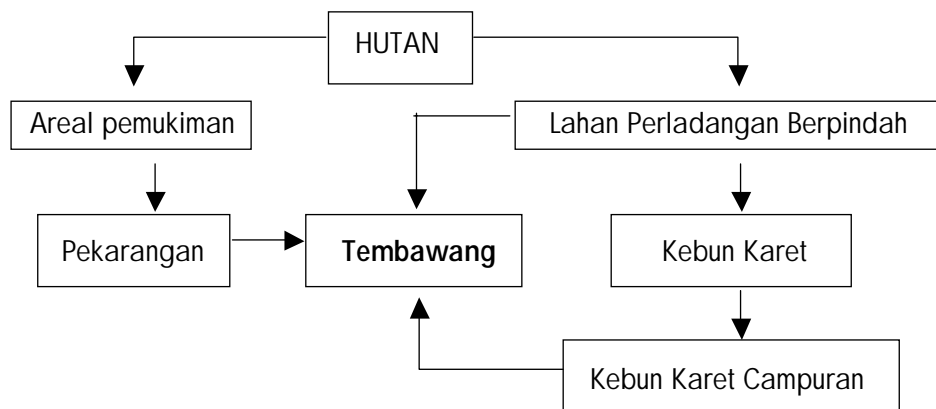 HUTAN
Areal pemukiman
Lahan Perladangan Berpindah
Pekarangan
Tembawang
Kebun Karet
Kebun Karet Campuran